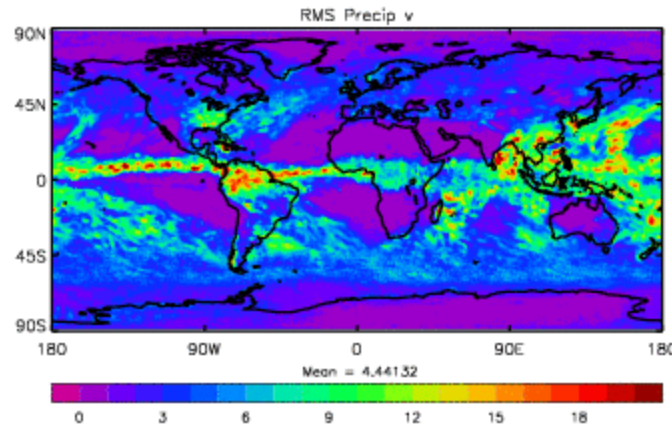 RMS Precip v
90N
45N
0
45S
90S
180 90W 0 90E 180
Mean = 4.44132
0 3 6 9 12 15 18